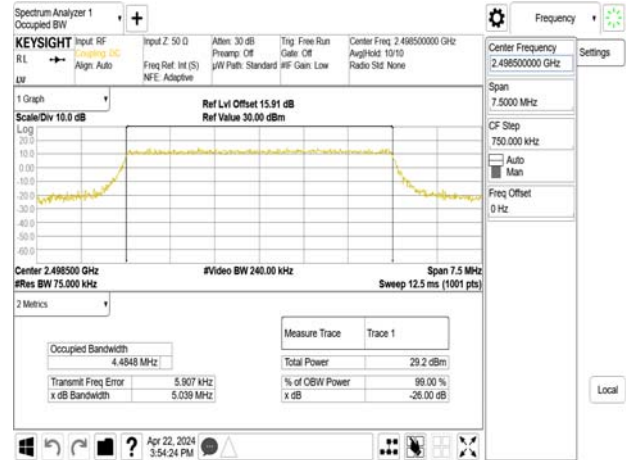 Spectrum Analyzer 1
Occupied BW
+
Frequency
KEYSIGHT
Input: RF
Input Z: 50 Ω
Atten: 30 dB
Trig: Free Run
Center Freq: 2.498500000 GHz
RL
Coupling: DC
Preamp: Off
Gate: Off
Avg|Hold: 10/10
Align: Auto
Freq Ref: Int (S)
µW Path: Standard
#IF Gain: Low
Radio Std: None
NFE: Adaptive
Center Frequency
2.498500000 GHz
Settings
Span
7.5000 MHz
CF Step
750.000 kHz
Auto
Man
Freq Offset
0 Hz
1 Graph
Ref Lvl Offset 15.91 dB
Scale/Div 10.0 dB
Ref Value 30.00 dBm
Log
20.0
10.0
0.00
-10.0
-20.0
-30.0
-40.0
-50.0
-60.0
Center 2.498500 GHz
#Video BW 240.00 kHz
Span 7.5 MHz
#Res BW 75.000 kHz
Sweep 12.5 ms (1001 pts)
2 Metrics
Measure Trace
Trace 1
Occupied Bandwidth
4.4848 MHz
Total Power
29.2 dBm
Transmit Freq Error
5.907 kHz
% of OBW Power
99.00 %
x dB Bandwidth
5.039 MHz
x dB
-26.00 dB
Local
?
Apr 22, 2024
3:54:24 PM